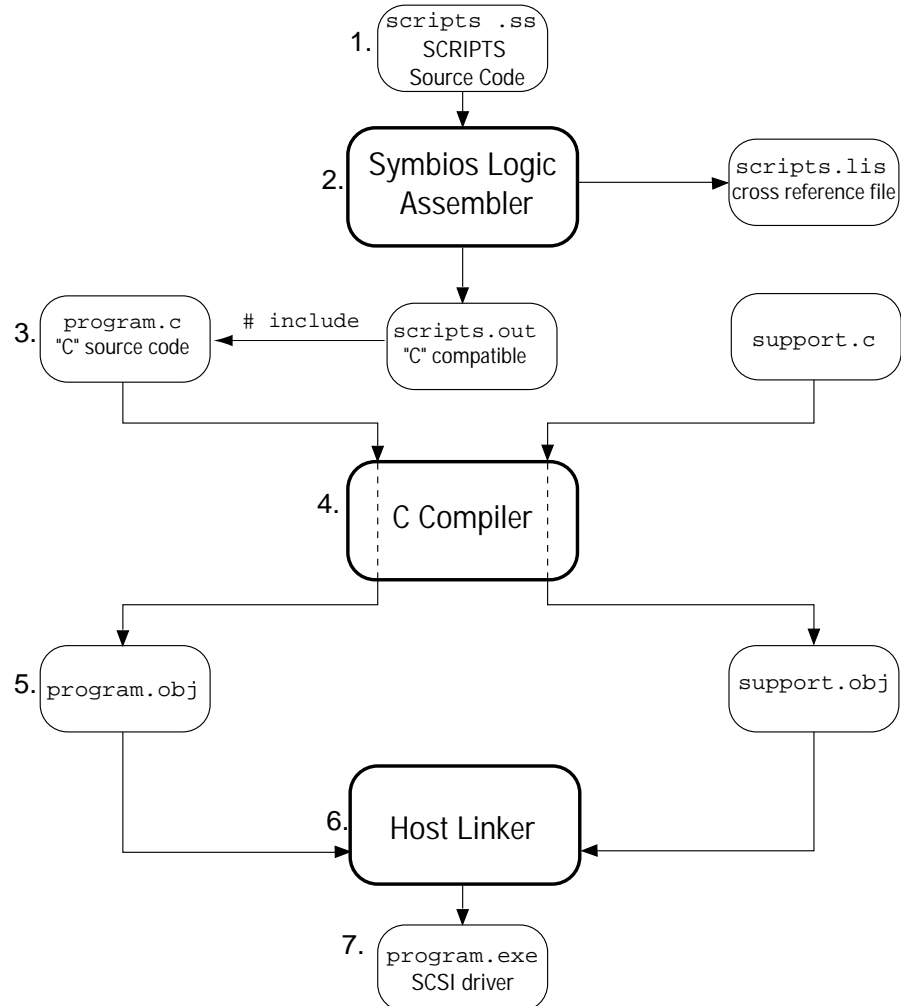 1.
scripts .ss
SCRIPTS
Source Code
2.
Symbios Logic
Assembler
scripts.lis
cross reference file
3.
program.c
"C" source code
# include
scripts.out
"C" compatible
support.c
4.
C Compiler
5.
program.obj
support.obj
6.
Host Linker
7.
program.exe
SCSI driver